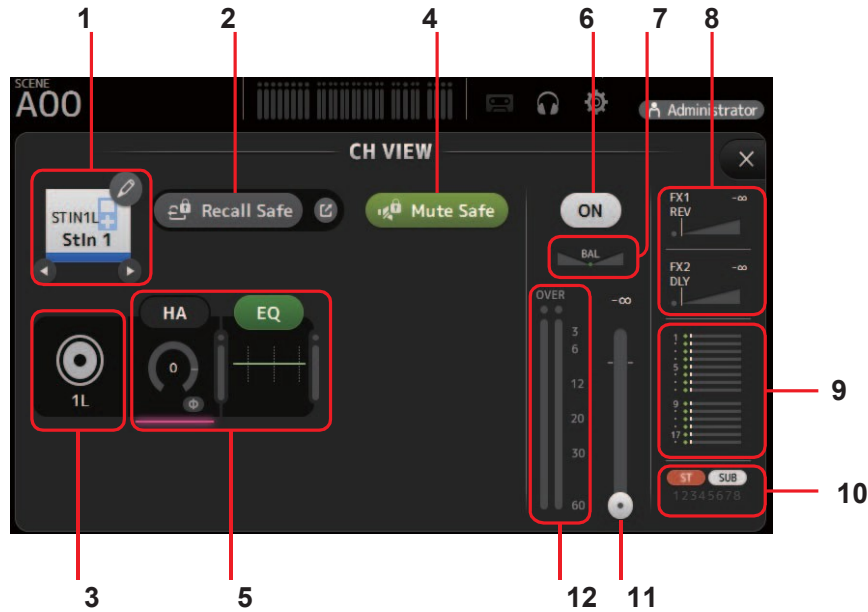 1
2
4
6
7
8
SCENE
A00
Administrator
CH VIEW
STIN1L
StIn 1
Recall Safe
Mute Safe
ON
BAL
FX1
-∞
REV
FX2
-∞
DLY
HA
EQ
0
1L
OVER
-∞
3
6
12
20
30
60
1
5
9
17
ST
SUB
12345678
9
10
3
5
12
11